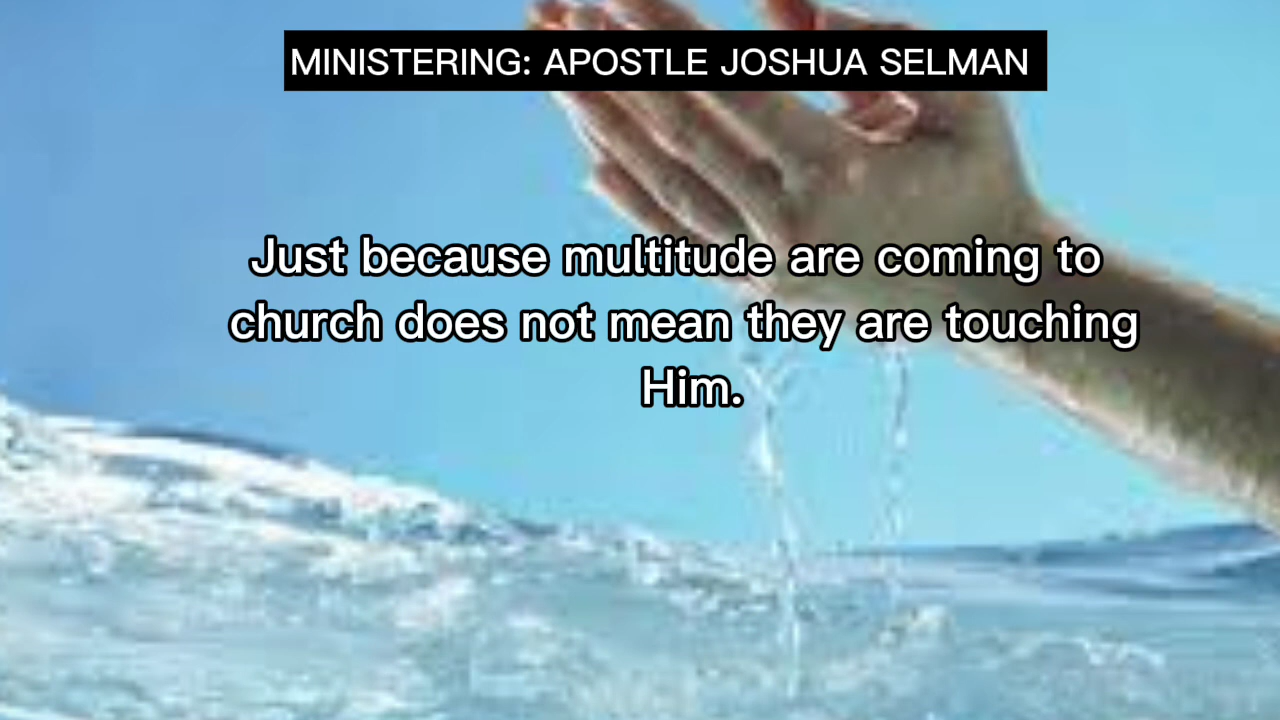 MINISTERING: APOSTLE JOSHUA SELMAN
Just because multitude are coming to
church does not mean they are touching
Him.